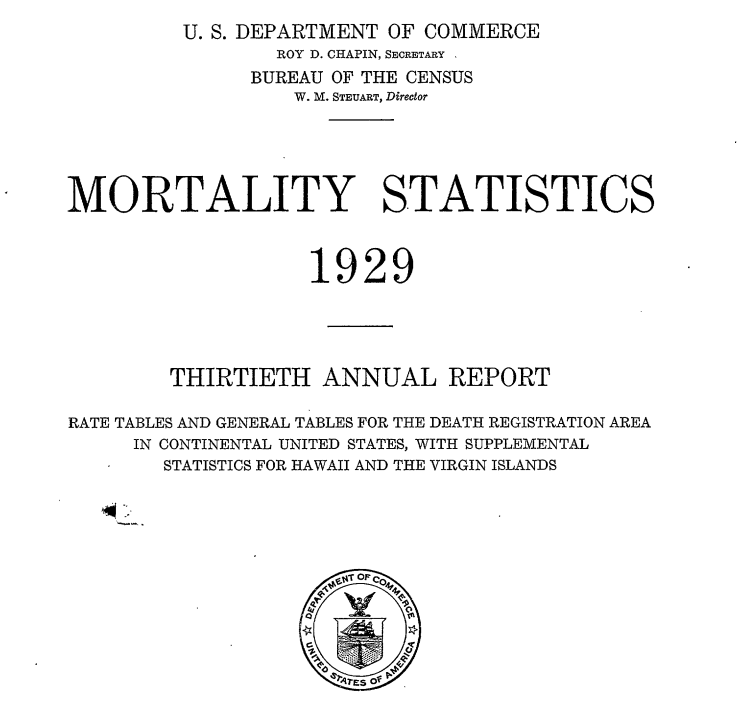 U. S. DEPARTMENT OF COMMERCE
ROY D. CHAPIN, SECRETARY
BUREAU OF THE CENSUS
W. M. STEUART, Director
MORTALITY STATISTICS
1929
THIRTIETH ANNUAL REPORT
RATE TABLES AND GENERAL TABLES FOR THE DEATH REGISTRATION AREA
IN CONTINENTAL UNITED STATES, WITH SUPPLEMENTAL
STATISTICS FOR HAWAII AND THE VIRGIN ISLANDS
DEPARTMENT OF COMMERCE
UNITED STATES OF AMERICA